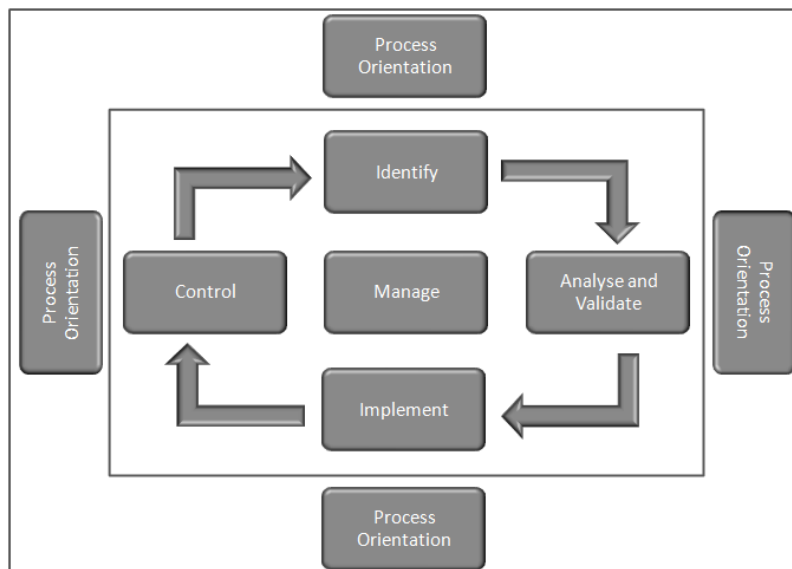 Process
Orientation
Identify
Process
Orientation
Control
Manage
Analyse and
Validate
Process
Orientation
Implement
Process
Orientation